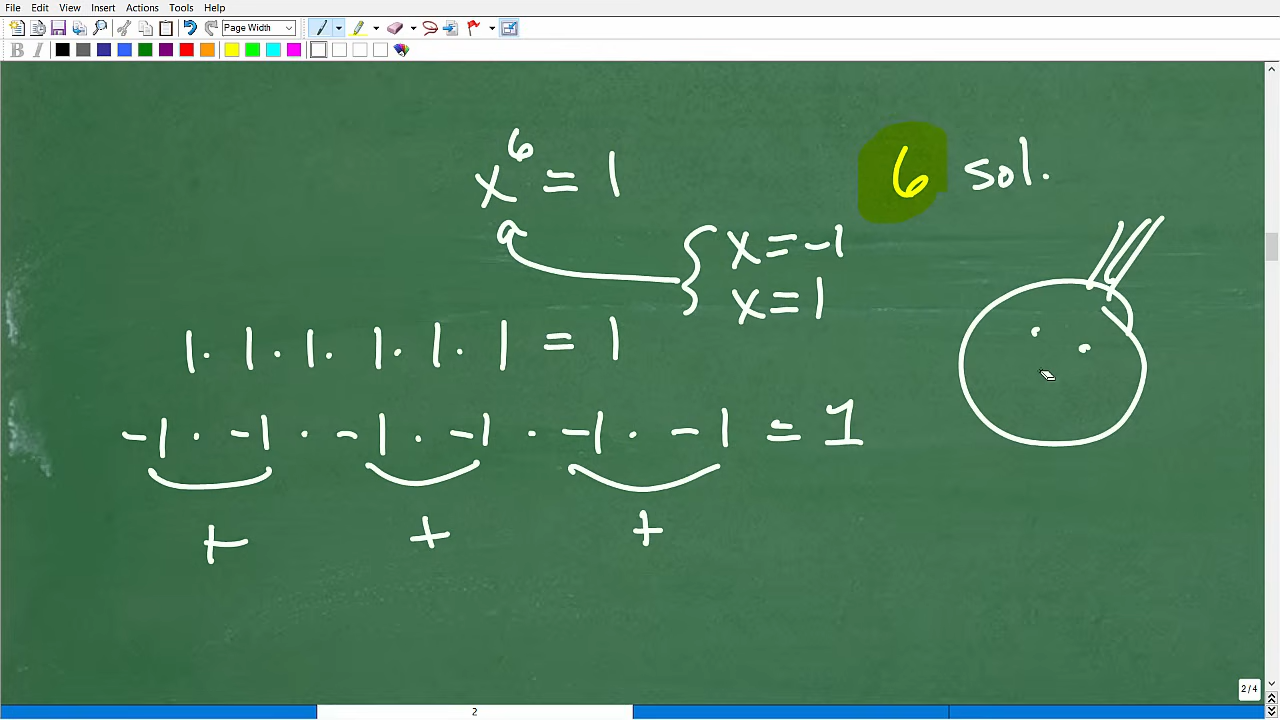 File Edit View Insert Actions Tools Help
Page Width
B I
x⁶ = 1
6 sol.
x = -1
x = 1
1 · 1 · 1 · 1 · 1 · 1 = 1
-1 · -1 · -1 · -1 · -1 · -1 = 1
+ + +
2 / 4
2